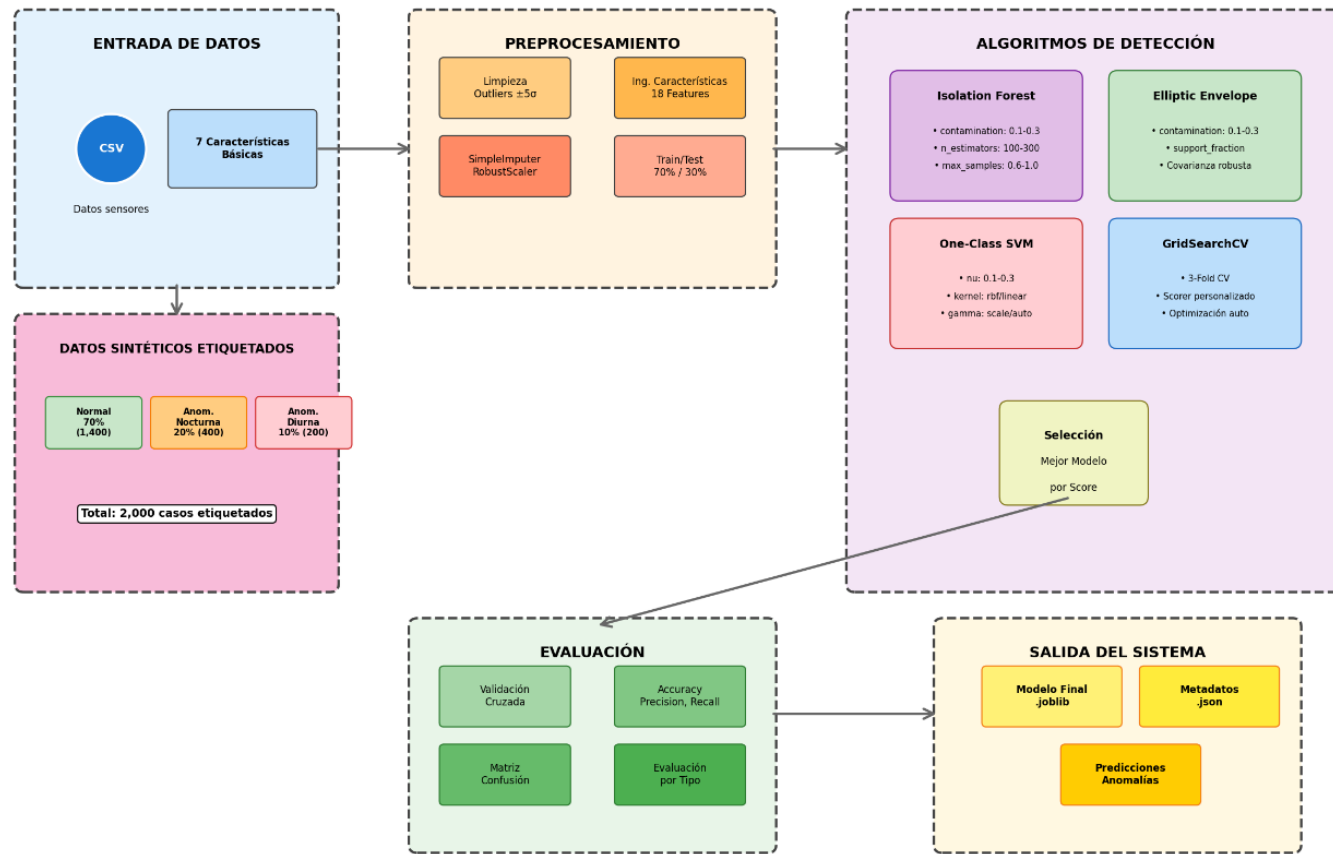 ENTRADA DE DATOS
CSV
Datos sensores
7 Características
Básicas
PREPROCESAMIENTO
Limpieza
Outliers ±5σ
Ing. Características
18 Features
SimpleImputer
RobustScaler
Train/Test
70% / 30%
ALGORITMOS DE DETECCIÓN
Isolation Forest
• contamination: 0.1-0.3
• n_estimators: 100-300
• max_samples: 0.6-1.0
Elliptic Envelope
• contamination: 0.1-0.3
• support_fraction
• Covarianza robusta
One-Class SVM
• nu: 0.1-0.3
• kernel: rbf/linear
• gamma: scale/auto
GridSearchCV
• 3-Fold CV
• Scorer personalizado
• Optimización auto
Selección
Mejor Modelo
por Score
DATOS SINTÉTICOS ETIQUETADOS
Normal
70%
(1,400)
Anom.
Nocturna
20% (400)
Anom.
Diurna
10% (200)
Total: 2,000 casos etiquetados
EVALUACIÓN
Validación
Cruzada
Accuracy
Precision, Recall
Matriz
Confusión
Evaluación
por Tipo
SALIDA DEL SISTEMA
Modelo Final
.joblib
Metadatos
.json
Predicciones
Anomalías